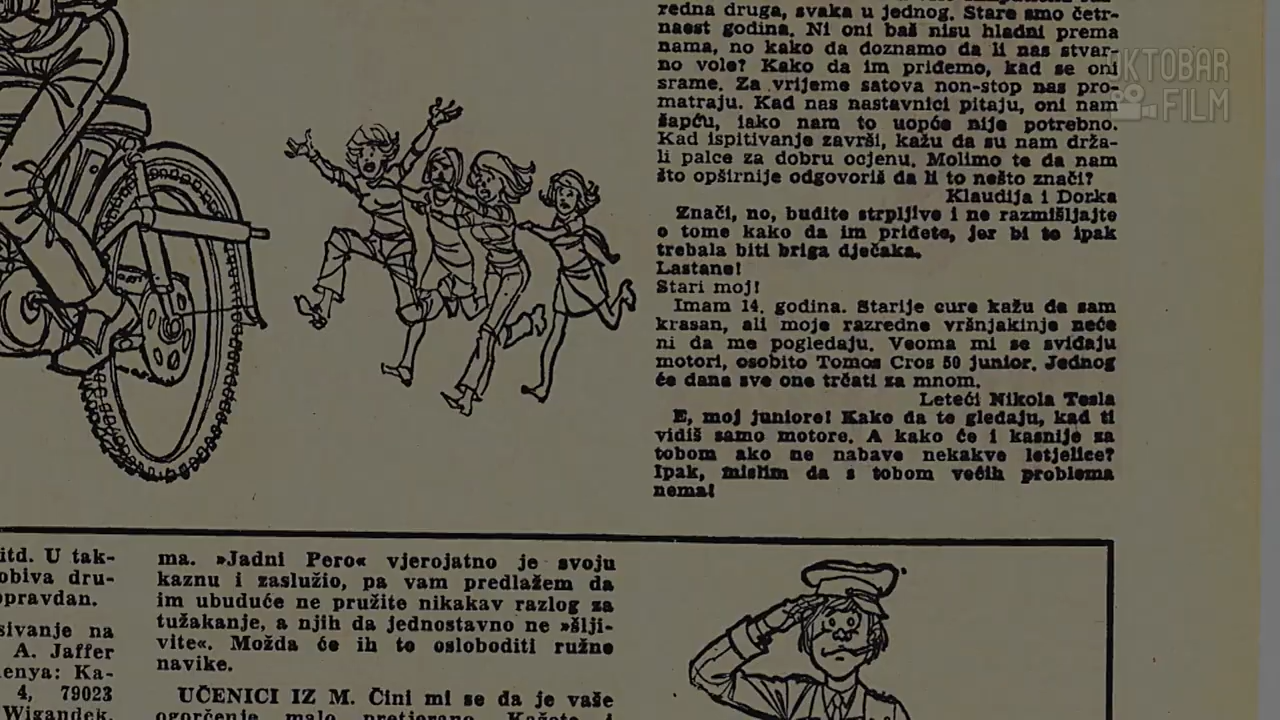 redna druga, svaka u jednog. Stare smo četr-
naest godina. Ni oni baš nisu hladni prema
nama, no kako da doznamo da li nas stvar-
no vole? Kako da im priđemo, kad se oni
srame. Za vrijeme satova non-stop nas pro-
matraju. Kad nas nastavnici pitaju, oni nam
šapću, iako nam to uopće nije potrebno.
Kad ispitivanje završi, kažu da su nam drža-
li palce za dobru ocjenu. Molimo te da nam
što opširnije odgovoriš da li to nešto znači?
Klaudija i Dorka
Znači, no, budite strpljive i ne razmišljajte
o tome kako da im priđete, jer bi to ipak
trebala biti briga dječaka.
Lastane!
Stari moj!
Imam 14. godina. Starije cure kažu da sam
krasan, ali moje razredne vršnjakinje neće
ni da me pogledaju. Veoma mi se sviđaju
motori, osobito Tomos Cros 50 junior. Jednog
će dana sve one trčati za mnom.
Leteći Nikola Tesla
E, moj juniore! Kako da te gledaju, kad ti
vidiš samo motore. A kako će i kasnije za
tobom ako ne nabave nekakve letjelice?
Ipak, mislim da s tobom većih problema
nema!
OKTOBAR
FILM
itd. U tak-
obiva dru-
opravdan.
sivanje na
A. Jaffer
enya: Ka-
4, 79023
Wigandek,
ma. »Jadni Pero« vjerojatno je svoju
kaznu i zaslužio, pa vam predlažem da
im ubuduće ne pružite nikakav razlog za
tužakanje, a njih da jednostavno ne »šlji-
vite«. Možda će ih to osloboditi ružne
navike.
UČENICI IZ M. Čini mi se da je vaše
ogorčenje malo pretjerano. Kažete i